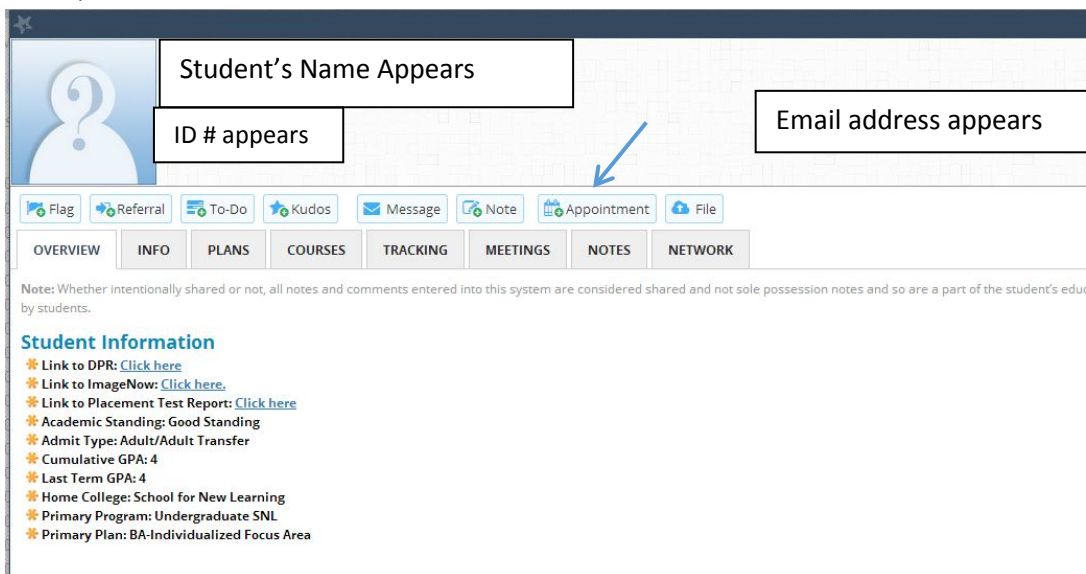 Student's Name Appears
ID # appears
Email address appears
Flag Referral To-Do Kudos Message Note Appointment File
OVERVIEW INFO PLANS COURSES TRACKING MEETINGS NOTES NETWORK
Note: Whether intentionally shared or not, all notes and comments entered into this system are considered shared and not sole possession notes and so are a part of the student's educ
by students.
Student Information
Link to DPR: Click here
Link to ImageNow: Click here.
Link to Placement Test Report: Click here
Academic Standing: Good Standing
Admit Type: Adult/Adult Transfer
Cumulative GPA: 4
Last Term GPA: 4
Home College: School for New Learning
Primary Program: Undergraduate SNL
Primary Plan: BA-Individualized Focus Area